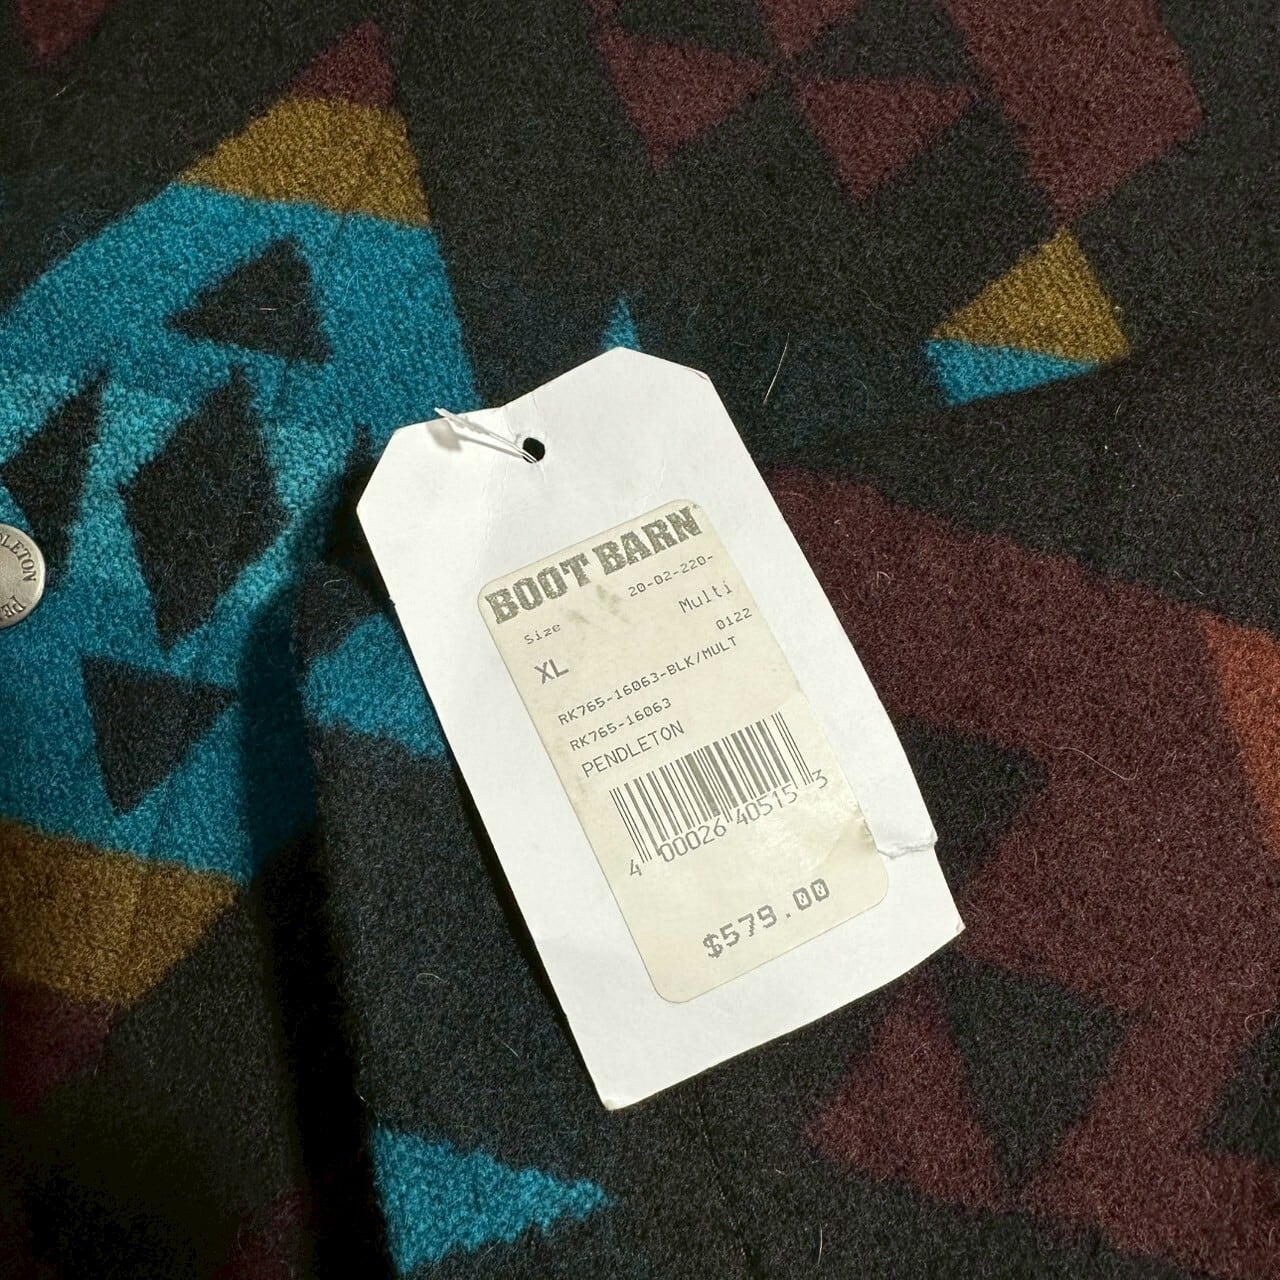 BOOT BARN
20-02-220-
Size Multi
XL 0122
RK765-16063-BLK/MULT
RK765-16063
PENDLETON
4 00026 40515 3
$579.00